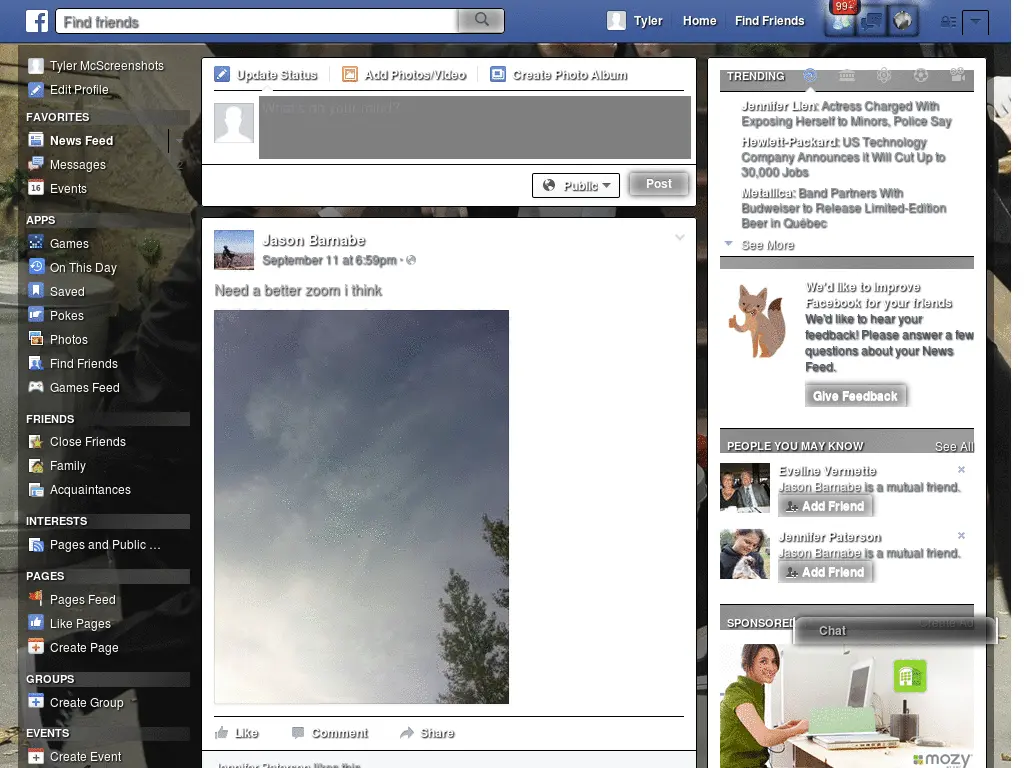 Find friends
Tyler
Home
Find Friends
99+
Tyler McScreenshots
Edit Profile
FAVORITES
News Feed
Messages
2
16
Events
APPS
Games
On This Day
Saved
Pokes
Photos
Find Friends
Games Feed
FRIENDS
Close Friends
Family
Acquaintances
INTERESTS
Pages and Public ...
PAGES
Pages Feed
Like Pages
Create Page
GROUPS
Create Group
EVENTS
Create Event
Update Status
Add Photos/Video
Create Photo Album
What's on your mind?
Public
Post
Jason Barnabe
September 11 at 6:59pm ·
Need a better zoom i think
Like
Comment
Share
Jennifer Paterson likes this.
TRENDING
Jennifer Lien: Actress Charged With
Exposing Herself to Minors, Police Say
Hewlett-Packard: US Technology
Company Announces it Will Cut Up to
30,000 Jobs
Metallica: Band Partners With
Budweiser to Release Limited-Edition
Beer in Québec
See More
We'd like to improve
Facebook for your friends
We'd like to hear your
feedback! Please answer a few
questions about your News
Feed.
Give Feedback
PEOPLE YOU MAY KNOW
See All
Eveline Vermette
Jason Barnabe is a mutual friend.
Add Friend
Jennifer Paterson
Jason Barnabe is a mutual friend.
Add Friend
SPONSORED
Create Ad
Chat
mozy